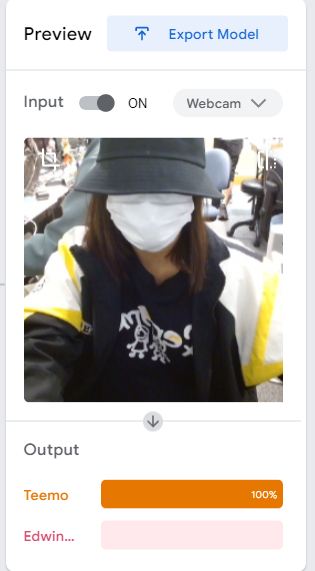 Preview
Export Model
Input
ON
Webcam
Output
Teemo
100%
Edwin...